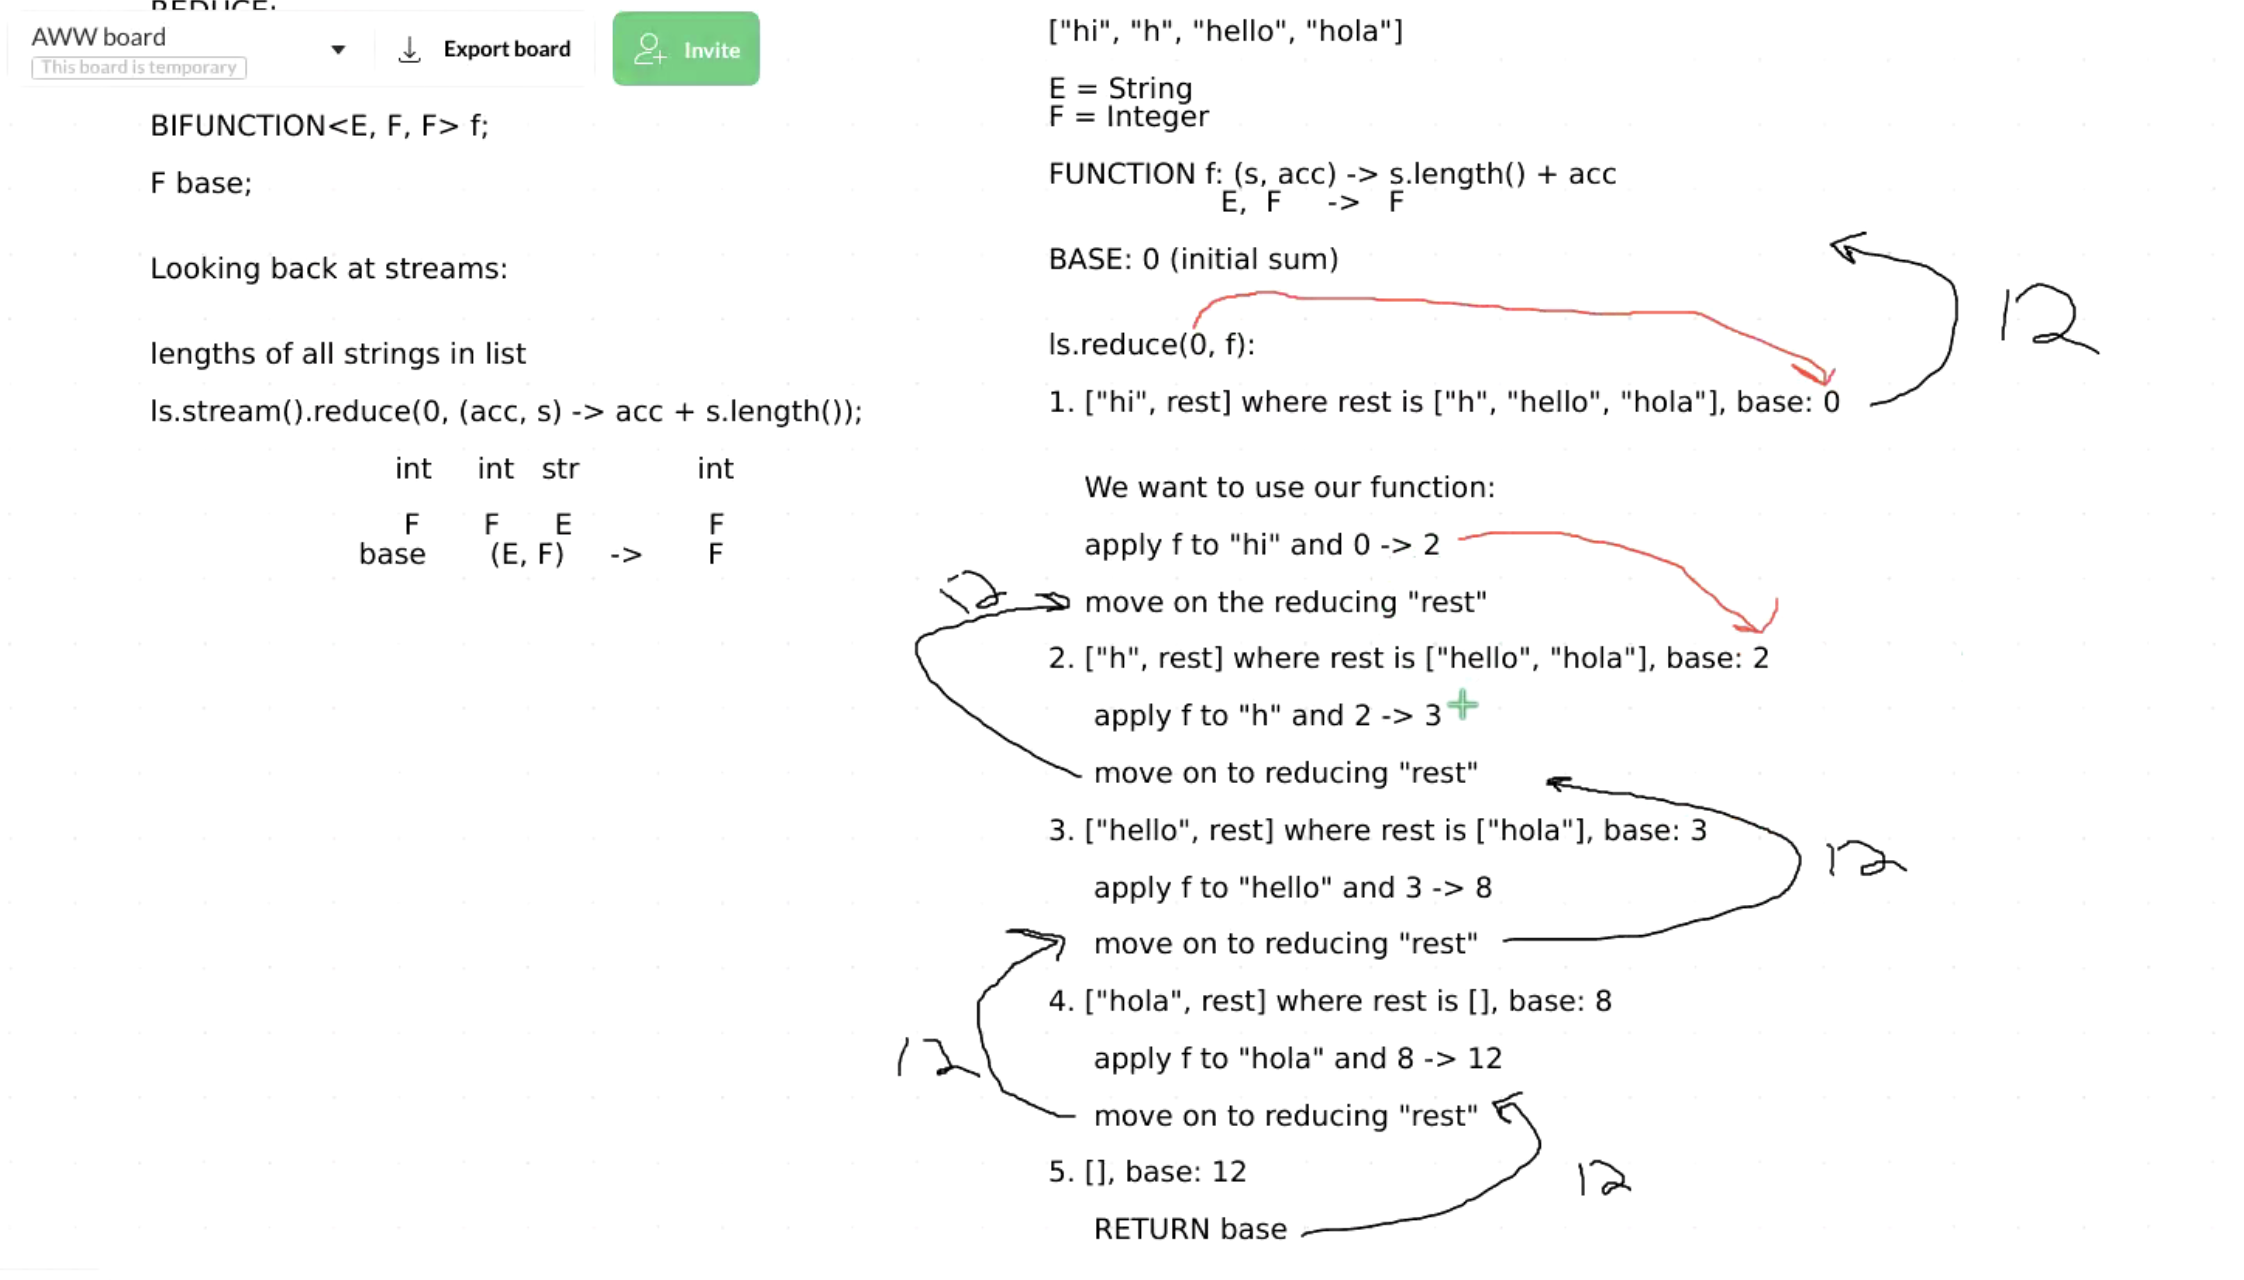 REDUCE:
AWW board
This board is temporary
Export board
Invite
BIFUNCTION<E, F, F> f;
F base;
Looking back at streams:
lengths of all strings in list
ls.stream().reduce(0, (acc, s) -> acc + s.length());
int int str int
F F E F
base (E, F) -> F
["hi", "h", "hello", "hola"]
E = String
F = Integer
FUNCTION f: (s, acc) -> s.length() + acc
E, F -> F
BASE: 0 (initial sum)
12
ls.reduce(0, f):
1. ["hi", rest] where rest is ["h", "hello", "hola"], base: 0
We want to use our function:
apply f to "hi" and 0 -> 2
12
move on the reducing "rest"
2. ["h", rest] where rest is ["hello", "hola"], base: 2
apply f to "h" and 2 -> 3
move on to reducing "rest"
3. ["hello", rest] where rest is ["hola"], base: 3
12
apply f to "hello" and 3 -> 8
move on to reducing "rest"
4. ["hola", rest] where rest is [], base: 8
12
apply f to "hola" and 8 -> 12
move on to reducing "rest"
5. [], base: 12
12
RETURN base